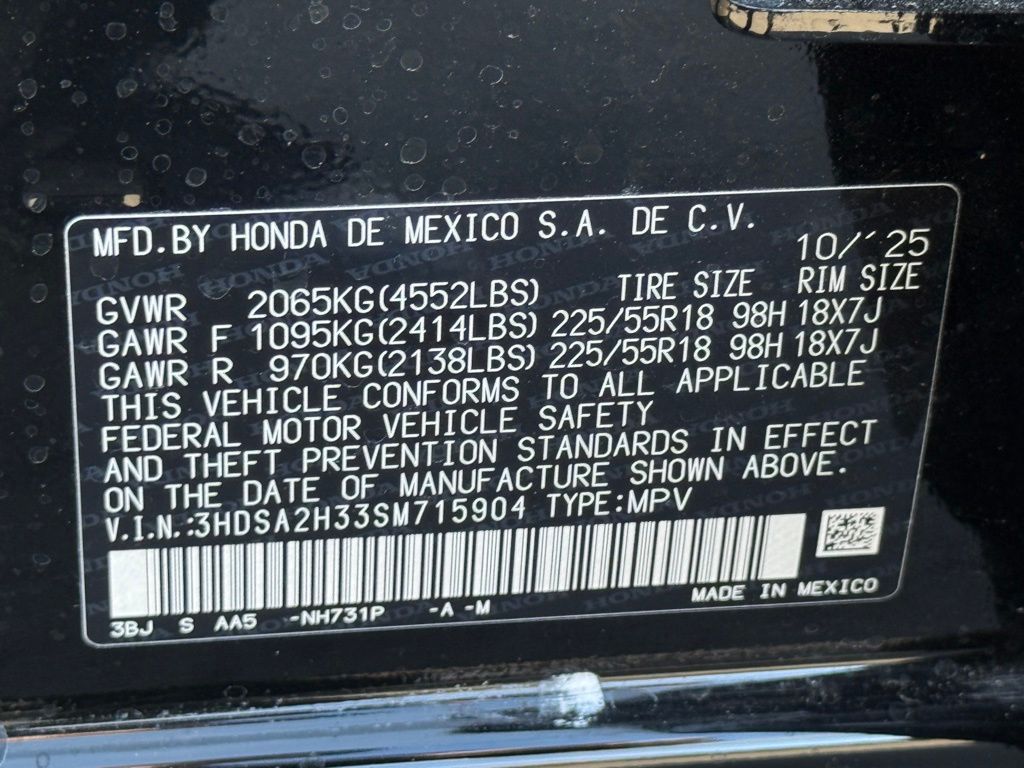 MFD.BY HONDA DE MEXICO S.A. DE C.V.
10/´25
GVWR 2065KG(4552LBS) TIRE SIZE RIM SIZE
GAWR F 1095KG(2414LBS) 225/55R18 98H 18X7J
GAWR R 970KG(2138LBS) 225/55R18 98H 18X7J
THIS VEHICLE CONFORMS TO ALL APPLICABLE
FEDERAL MOTOR VEHICLE SAFETY
AND THEFT PREVENTION STANDARDS IN EFFECT
ON THE DATE OF MANUFACTURE SHOWN ABOVE.
V.I.N.:3HDSA2H33SM715904 TYPE:MPV
MADE IN MEXICO
3BJ S AA5 -NH731P -A -M